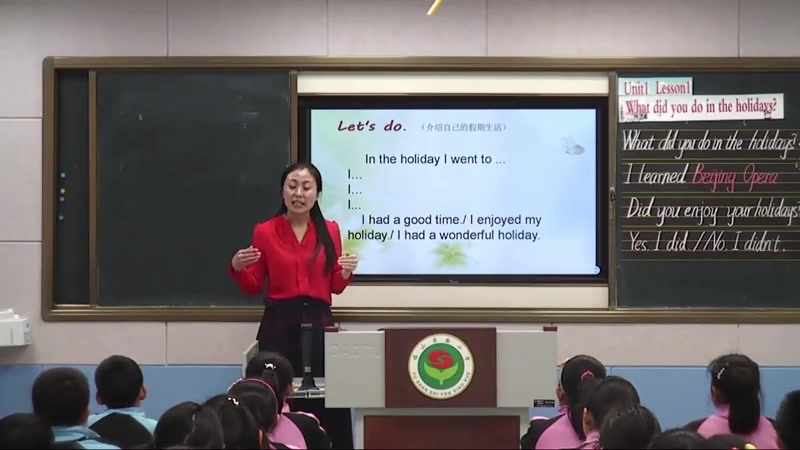 Let's do. （介绍自己的假期生活）
In the holiday I went to ...
I...
I...
I...
I had a good time./ I enjoyed my
holiday./ I had a wonderful holiday.
Unit1 Lesson1
What did you do in the holidays?
What did you do in the holidays?
I learned Beijing Opera
Did you enjoy your holidays?
Yes. I did //No. I didn't.